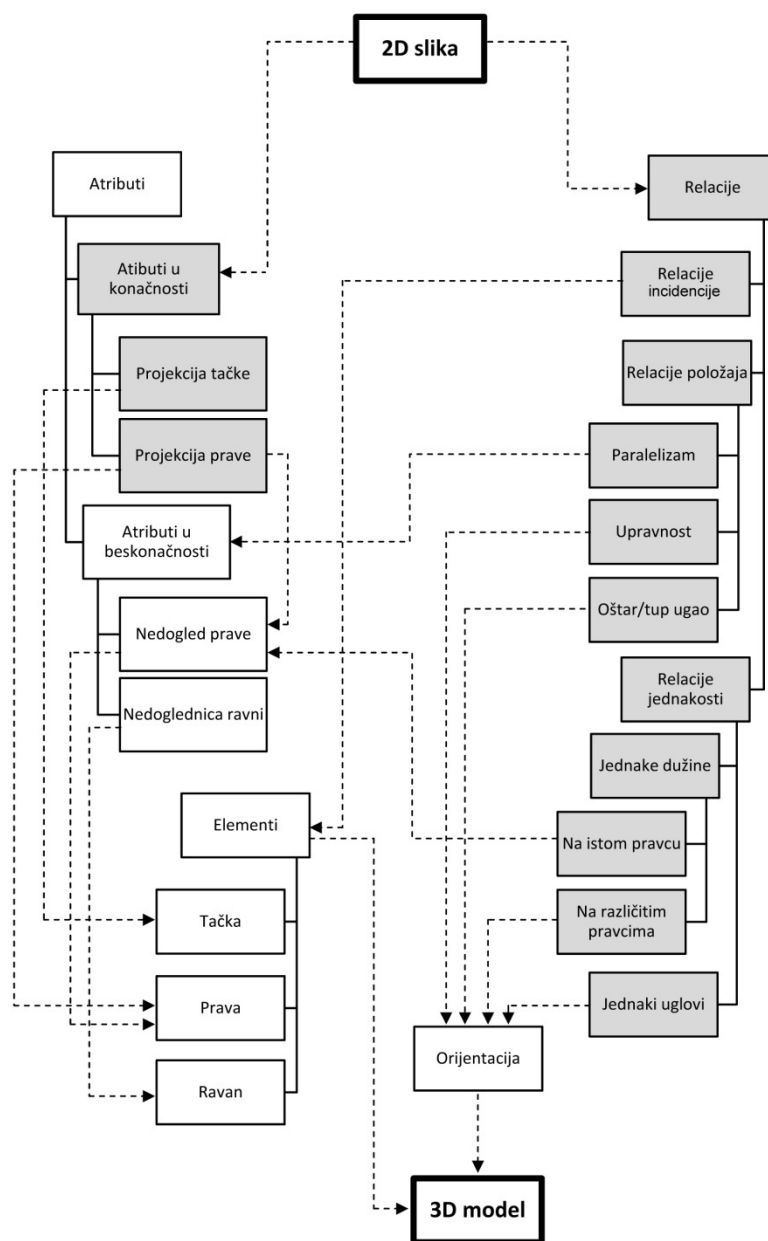 2D slika
Atributi
Relacije
Atibuti u
konačnosti
Relacije
incidencije
Projekcija tačke
Relacije položaja
Projekcija prave
Paralelizam
Atributi u
beskonačnosti
Upravnost
Nedogled prave
Oštar/tup ugao
Nedoglednica ravni
Relacije
jednakosti
Jednake dužine
Elementi
Na istom pravcu
Tačka
Na različitim
pravcima
Prava
Jednaki uglovi
Orijentacija
Ravan
3D model